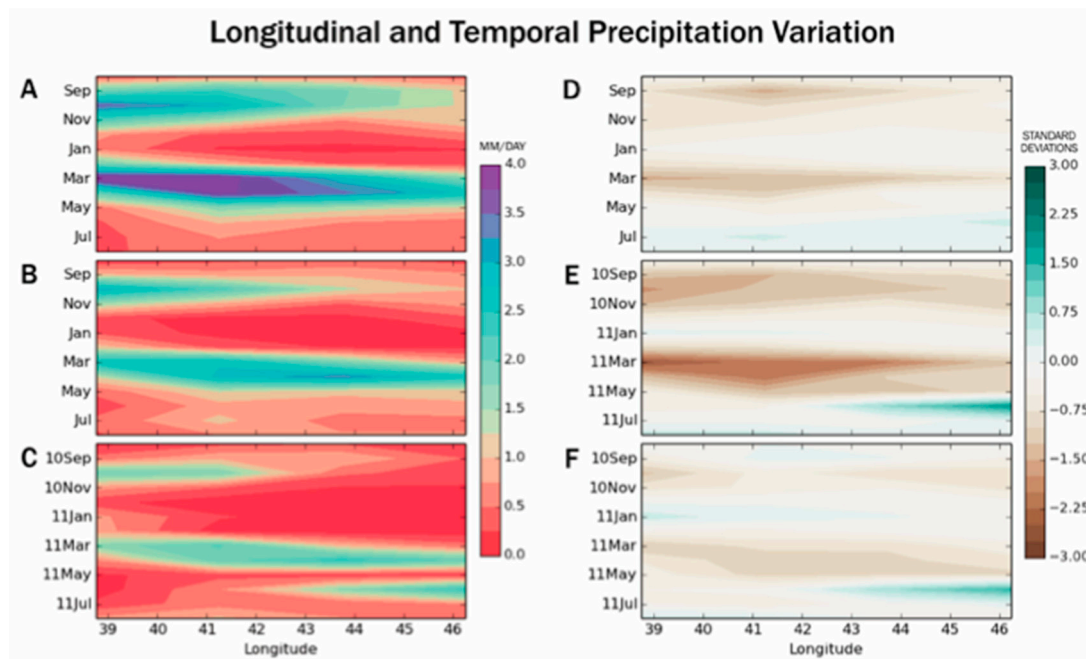 Longitudinal and Temporal Precipitation Variation
A
Sep
Nov
Jan
Mar
May
Jul
B
Sep
Nov
Jan
Mar
May
Jul
C
10Sep
10Nov
11Jan
11Mar
11May
11Jul
39 40 41 42 43 44 45 46
Longitude
MM/DAY
4.0
3.5
3.0
2.5
2.0
1.5
1.0
0.5
0.0
D
Sep
Nov
Jan
Mar
May
Jul
E
10Sep
10Nov
11Jan
11Mar
11May
11Jul
F
10Sep
10Nov
11Jan
11Mar
11May
11Jul
39 40 41 42 43 44 45 46
Longitude
STANDARD
DEVIATIONS
3.00
2.25
1.50
0.75
0.00
−0.75
−1.50
−2.25
−3.00